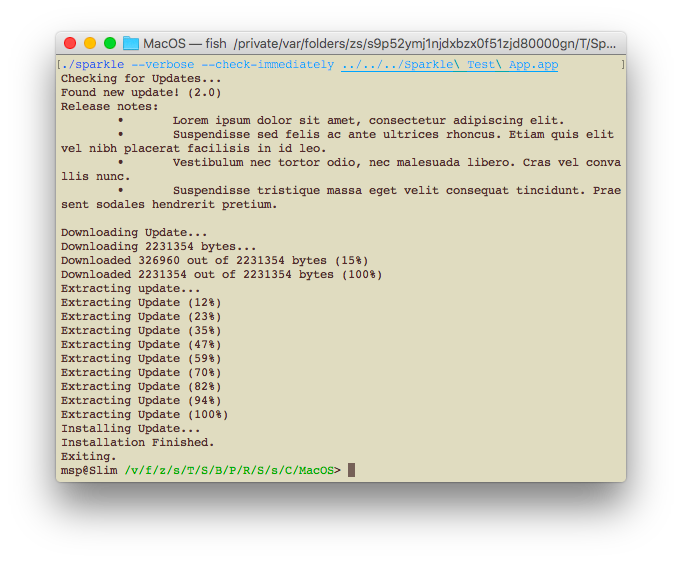 MacOS — fish  /private/var/folders/zs/s9p52ymj1njdxbzx0f51zjd80000gn/T/Sp...
[./sparkle --verbose --check-immediately ../../../Sparkle\ Test\ App.app ]
Checking for Updates...
Found new update! (2.0)
Release notes:
• Lorem ipsum dolor sit amet, consectetur adipiscing elit.
• Suspendisse sed felis ac ante ultrices rhoncus. Etiam quis elit
vel nibh placerat facilisis in id leo.
• Vestibulum nec tortor odio, nec malesuada libero. Cras vel conva
llis nunc.
• Suspendisse tristique massa eget velit consequat tincidunt. Prae
sent sodales hendrerit pretium.
Downloading Update...
Downloading 2231354 bytes...
Downloaded 326960 out of 2231354 bytes (15%)
Downloaded 2231354 out of 2231354 bytes (100%)
Extracting update...
Extracting Update (12%)
Extracting Update (23%)
Extracting Update (35%)
Extracting Update (47%)
Extracting Update (59%)
Extracting Update (70%)
Extracting Update (82%)
Extracting Update (94%)
Extracting Update (100%)
Installing Update...
Installation Finished.
Exiting.
msp@Slim /v/f/z/s/T/S/B/P/R/S/s/C/MacOS>